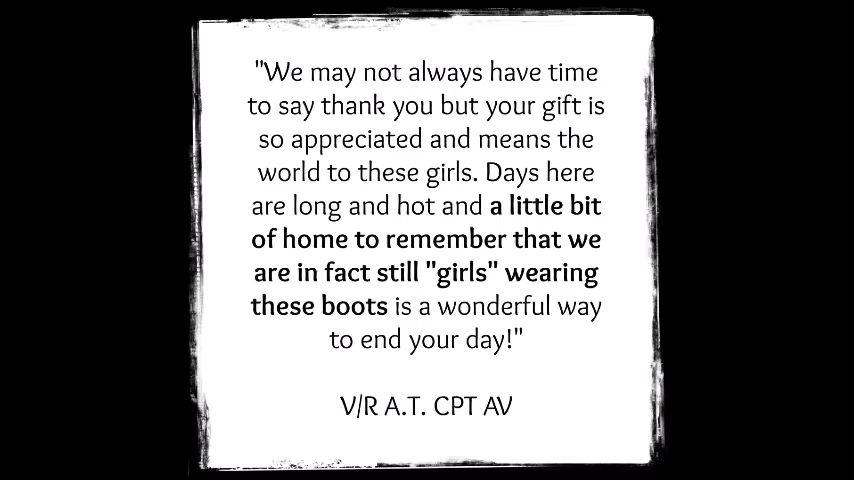 "We may not always have time
to say thank you but your gift is
so appreciated and means the
world to these girls. Days here
are long and hot and a little bit
of home to remember that we
are in fact still "girls" wearing
these boots is a wonderful way
to end your day!"
V/R A.T. CPT AV